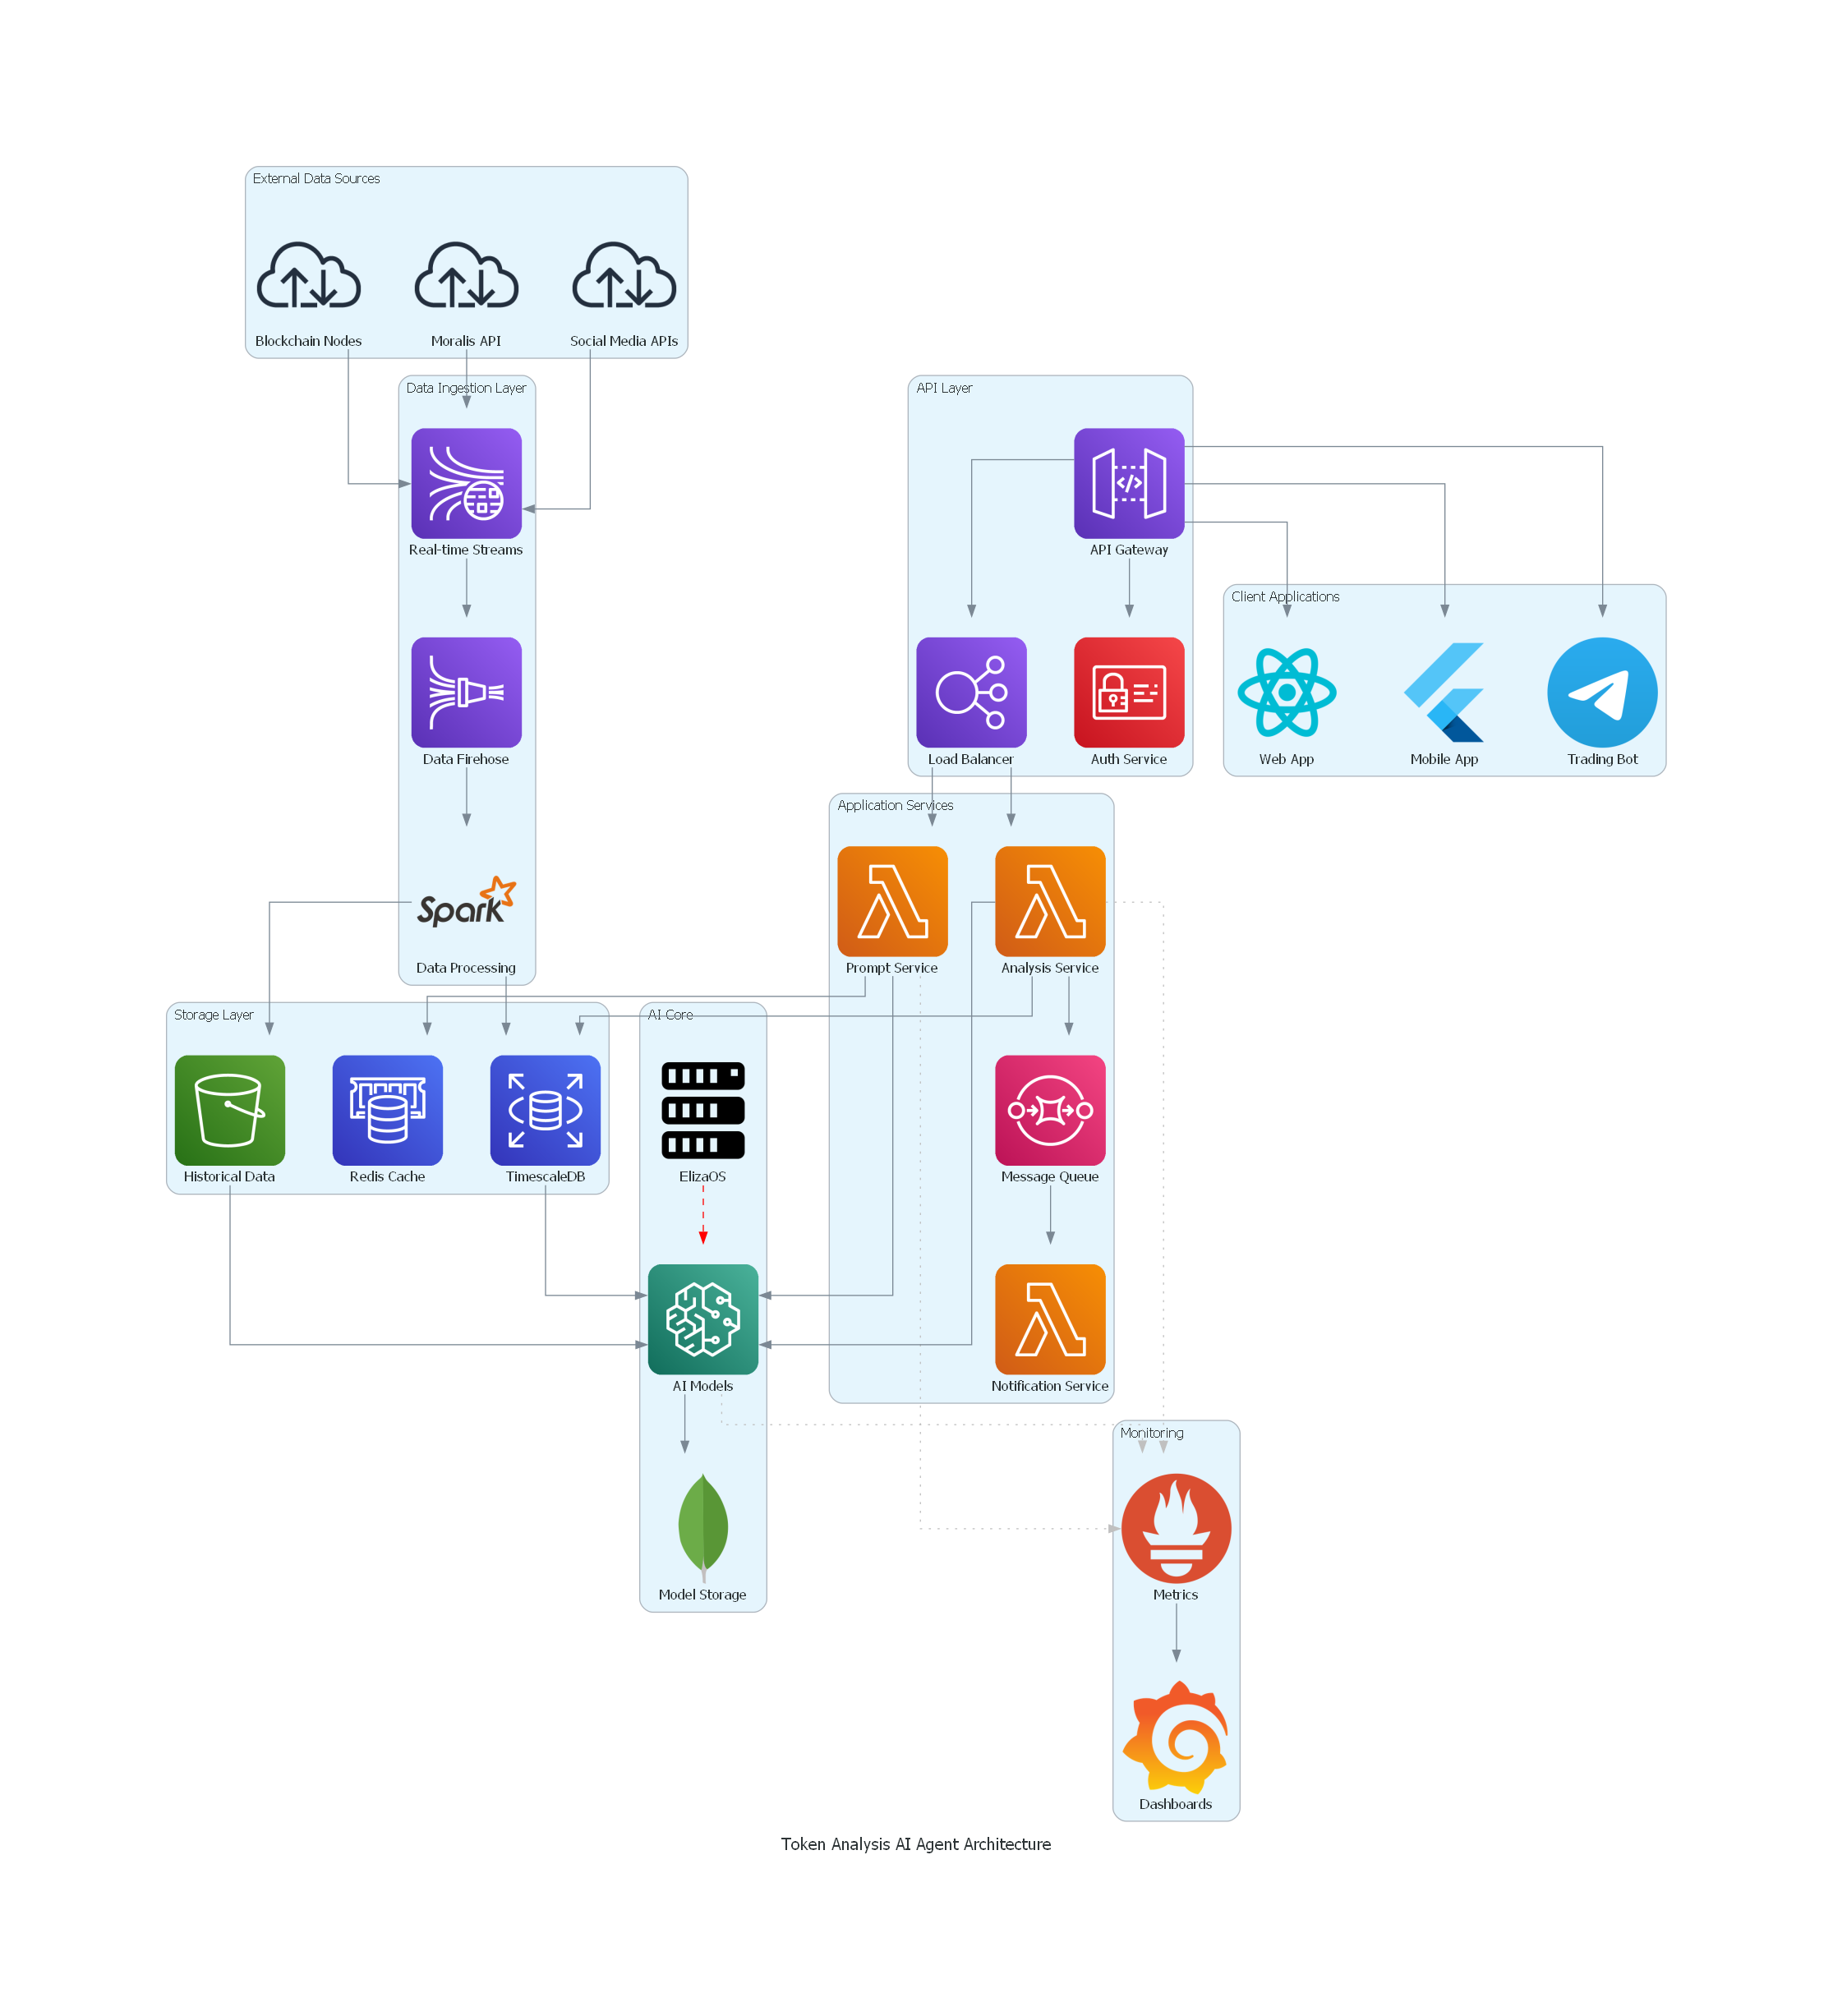 External Data Sources
Blockchain Nodes
Moralis API
Social Media APIs
Data Ingestion Layer
Real-time Streams
Data Firehose
Spark
Data Processing
API Layer
API Gateway
Load Balancer
Auth Service
Client Applications
Web App
Mobile App
Trading Bot
Application Services
Prompt Service
Analysis Service
Message Queue
Notification Service
Storage Layer
Historical Data
Redis Cache
TimescaleDB
AI Core
ElizaOS
AI Models
Model Storage
Monitoring
Metrics
Dashboards
Token Analysis AI Agent Architecture